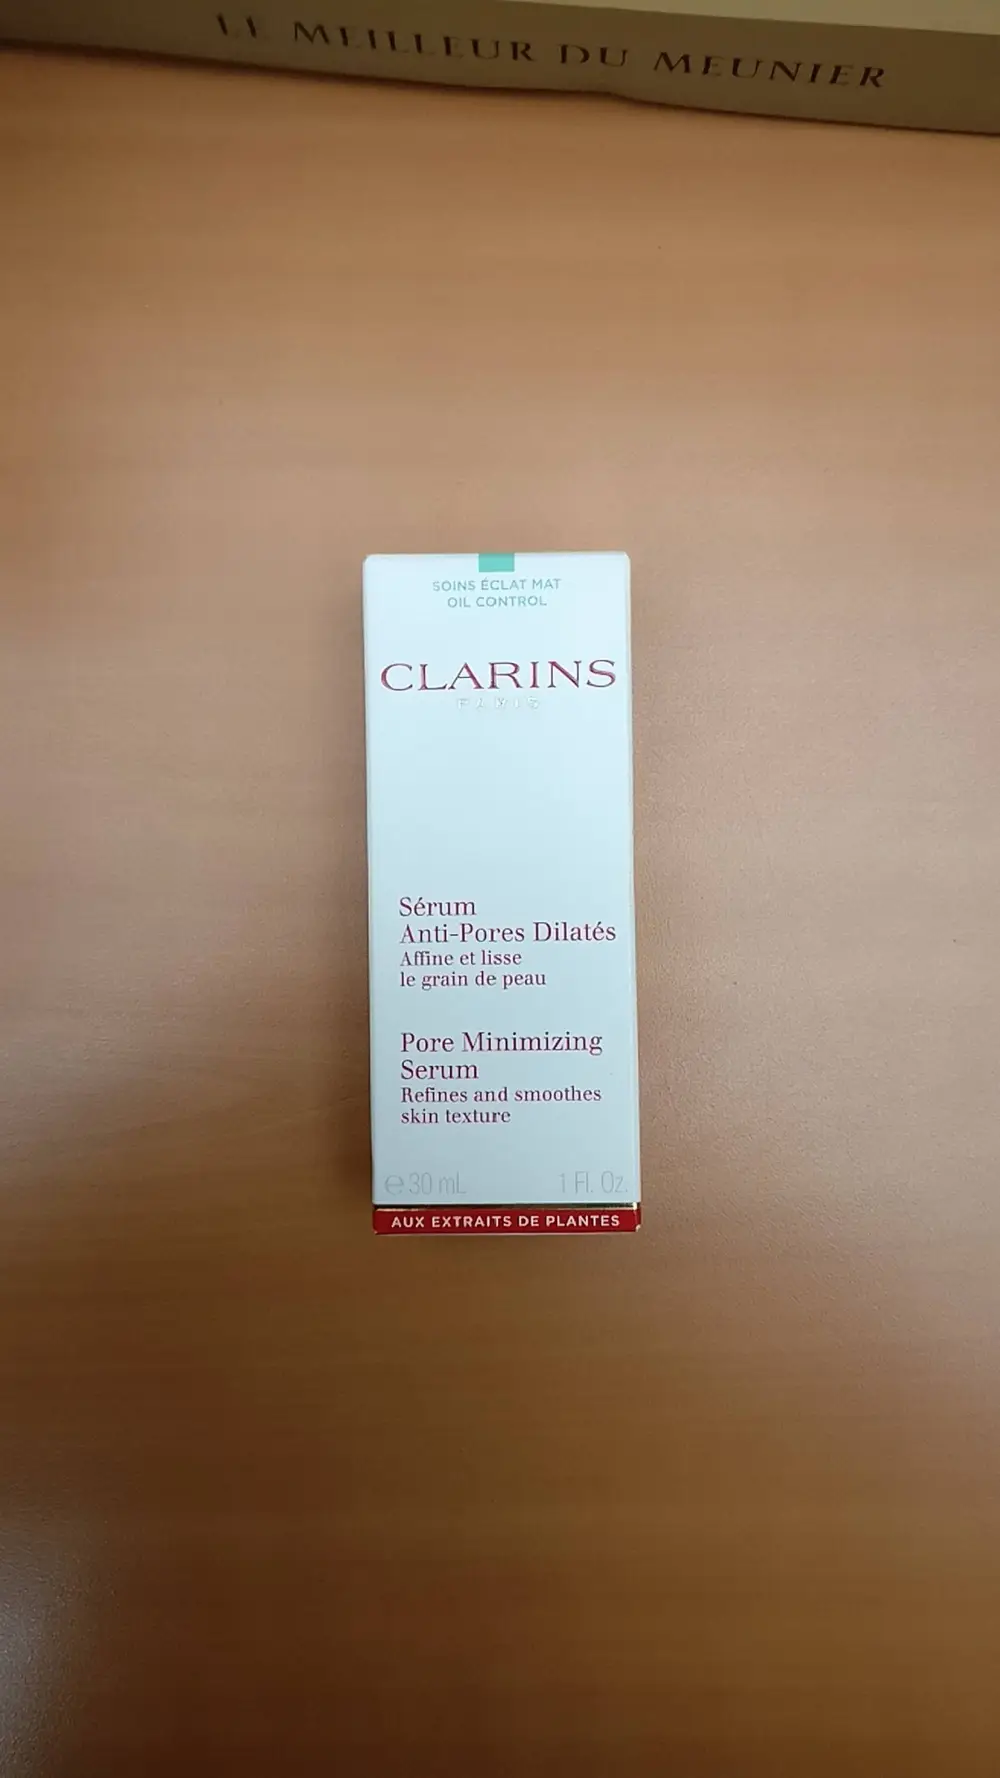 LE MEILLEUR DU MEUNIER
SOINS ÉCLAT MAT
OIL CONTROL
CLARINS
PARIS
Sérum
Anti-Pores Dilatés
Affine et lisse
le grain de peau
Pore Minimizing
Serum
Refines and smoothes
skin texture
℮ 30 mL 1 Fl. Oz.
AUX EXTRAITS DE PLANTES